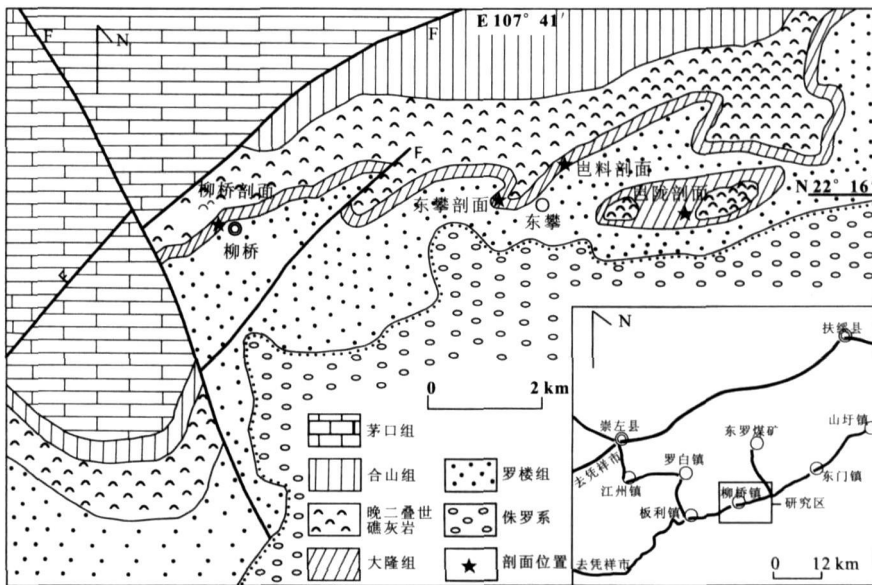 F
N
F
E 107° 41′
F
岜料剖面
柳桥剖面
岜陇剖面
N 22° 16′
东攀剖面
东攀
柳桥
F
0 2 km
茅口组
合山组
晚二叠世
礁灰岩
大隆组
罗楼组
侏罗系
剖面位置
N
扶绥县
崇左县
去凭祥市
东罗煤矿
山圩镇
罗白镇
江州镇
东门镇
柳桥镇
板利镇
研究区
去凭祥市
0 12 km